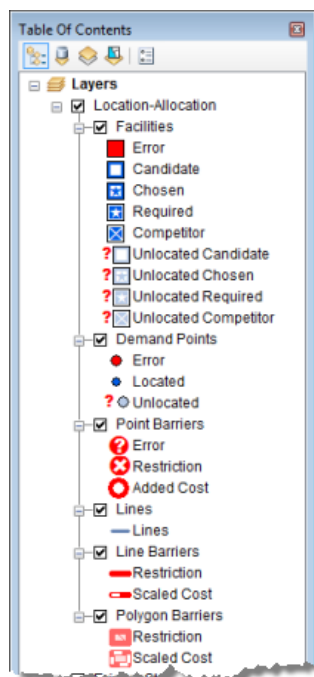 Table Of Contents
Layers
Location-Allocation
Facilities
Error
Candidate
Chosen
Required
Competitor
? Unlocated Candidate
? Unlocated Chosen
? Unlocated Required
? Unlocated Competitor
Demand Points
Error
Located
? Unlocated
Point Barriers
? Error
Restriction
Added Cost
Lines
Lines
Line Barriers
Restriction
Scaled Cost
Polygon Barriers
Restriction
Scaled Cost